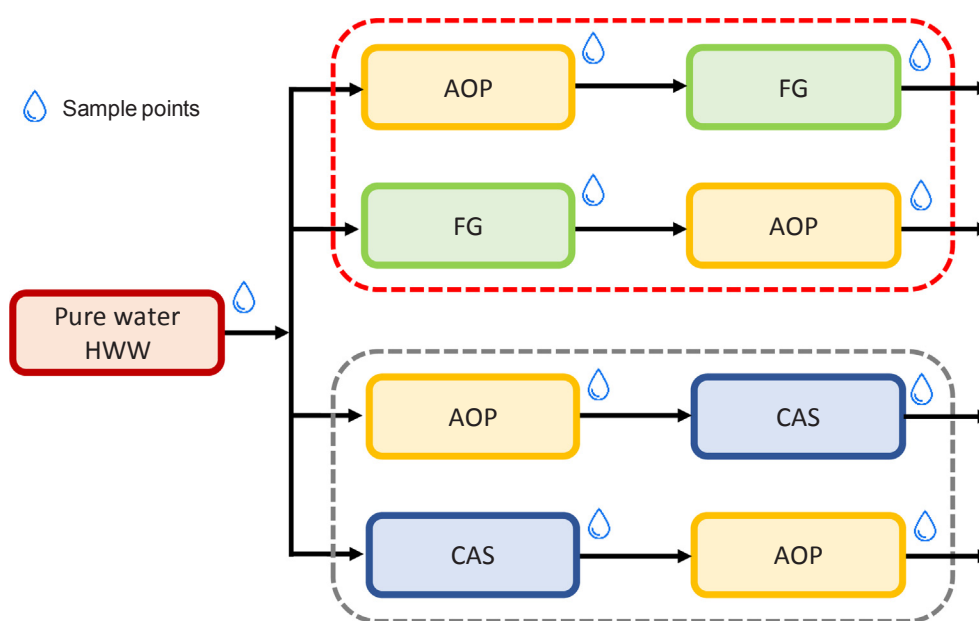 AOP
FG
Sample points
FG
AOP
Pure water
HWW
AOP
CAS
CAS
AOP